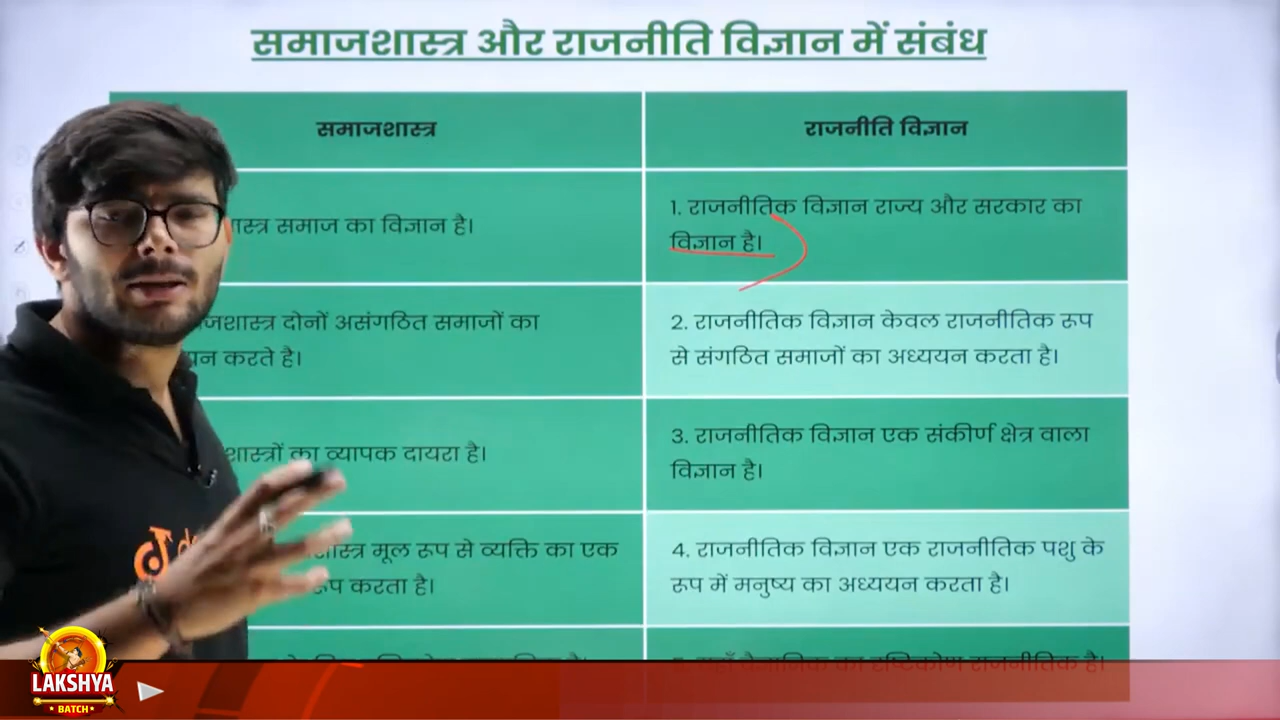 समाजशास्त्र और राजनीति विज्ञान में संबंध
समाजशास्त्र
राजनीति विज्ञान
समाज का विज्ञान है।
1. राजनीतिक विज्ञान राज्य और सरकार का
विज्ञान है।
दोनों असंगठित समाजों का
करते है।
2. राजनीतिक विज्ञान केवल राजनीतिक रूप
से संगठित समाजों का अध्ययन करता है।
का व्यापक दायरा है।
3. राजनीतिक विज्ञान एक संकीर्ण क्षेत्र वाला
विज्ञान है।
मूल रूप से व्यक्ति का एक
करता है।
4. राजनीतिक विज्ञान एक राजनीतिक पशु के
रूप में मनुष्य का अध्ययन करता है।
LAKSHYA
BATCH